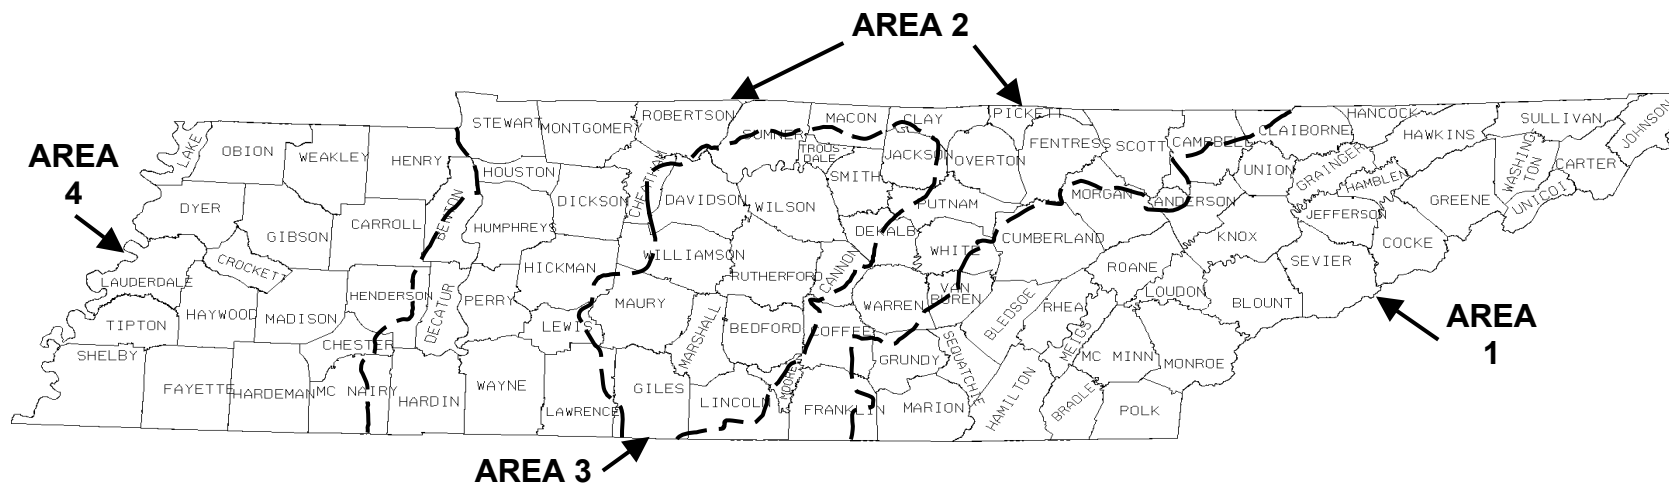 AREA 2
AREA
4
AREA
1
AREA 3
LAKE
OBION
WEAKLEY
HENRY
STEWART
MONTGOMERY
ROBERTSON
SUMNER
MACON
CLAY
PICKETT
FENTRESS
SCOTT
CAMPBELL
CLAIBORNE
HANCOCK
HAWKINS
SULLIVAN
JOHNSON
DYER
GIBSON
CARROLL
BENTON
HOUSTON
HUMPHREYS
DICKSON
CHEATHAM
DAVIDSON
WILSON
TROUS-
DALE
SMITH
JACKSON
OVERTON
PUTNAM
MORGAN
ANDERSON
UNION
GRAINGER
HAMBLEN
JEFFERSON
GREENE
WASHING
TON
UNICOI
CARTER
LAUDERDALE
CROCKETT
HAYWOOD
MADISON
HENDERSON
DECATUR
PERRY
HICKMAN
WILLIAMSON
RUTHERFORD
CANNON
DEKALB
WHITE
CUMBERLAND
ROANE
KNOX
LOUDON
BLOUNT
SEVIER
COCKE
TIPTON
SHELBY
FAYETTE
HARDEMAN
CHESTER
MC NAIRY
HARDIN
WAYNE
LEWIS
LAWRENCE
MAURY
GILES
MARSHALL
BEDFORD
LINCOLN
MOORE
COFFEE
FRANKLIN
WARREN
VAN
BUREN
GRUNDY
MARION
SEQUATCHIE
BLEDSOE
RHEA
MEIGS
HAMILTON
BRADLEY
MC MINN
MONROE
POLK